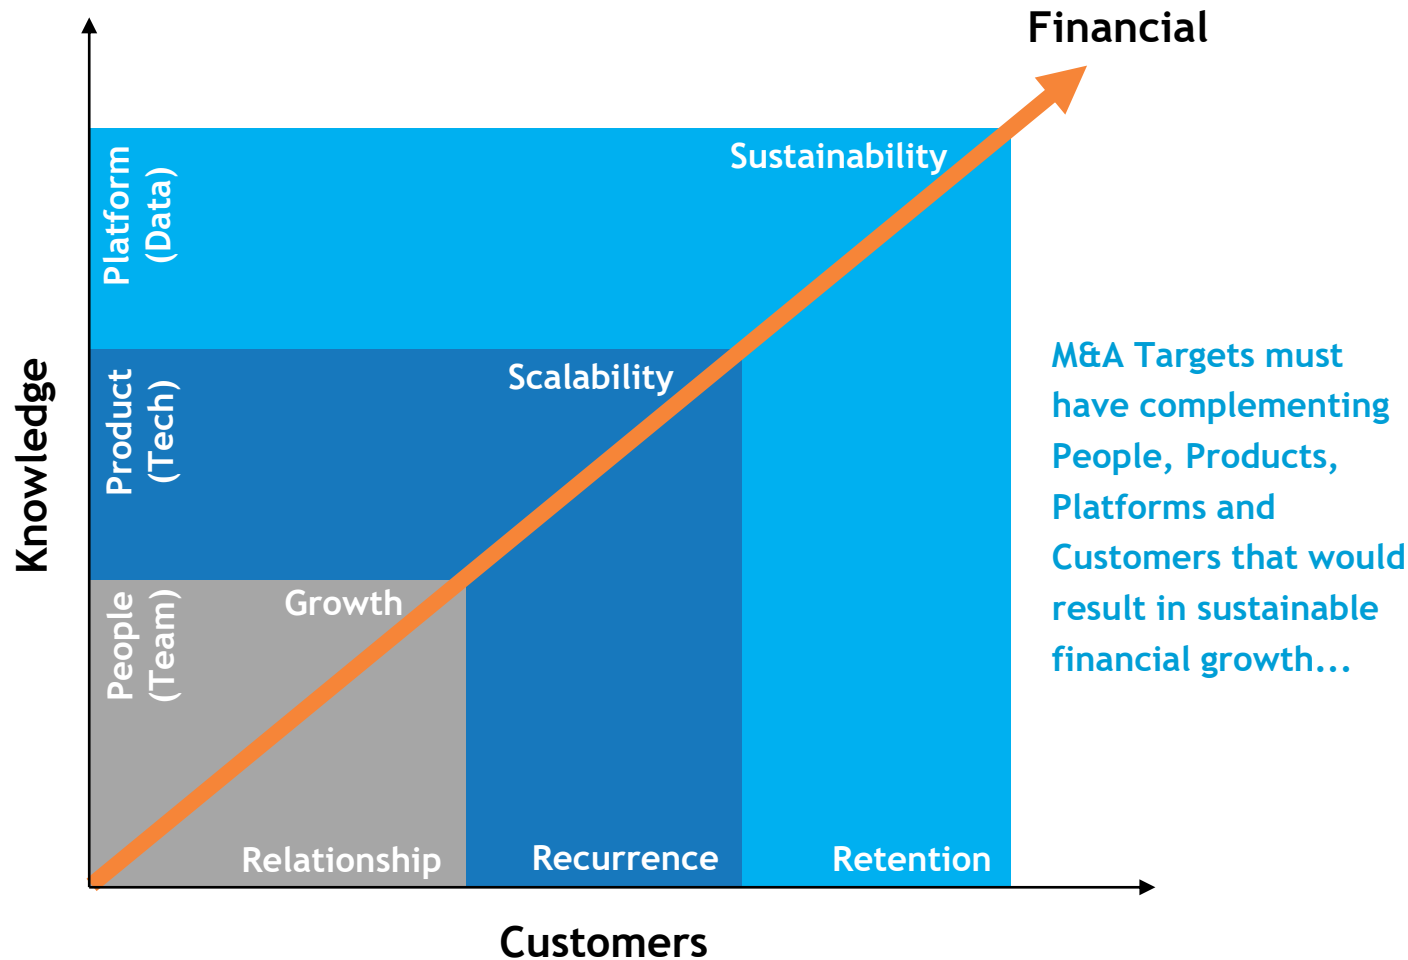 Financial
Sustainability
Platform
(Data)
Scalability
Product
(Tech)
Growth
People
(Team)
Knowledge
Relationship
Recurrence
Retention
Customers
M&A Targets must
have complementing
People, Products,
Platforms and
Customers that would
result in sustainable
financial growth...